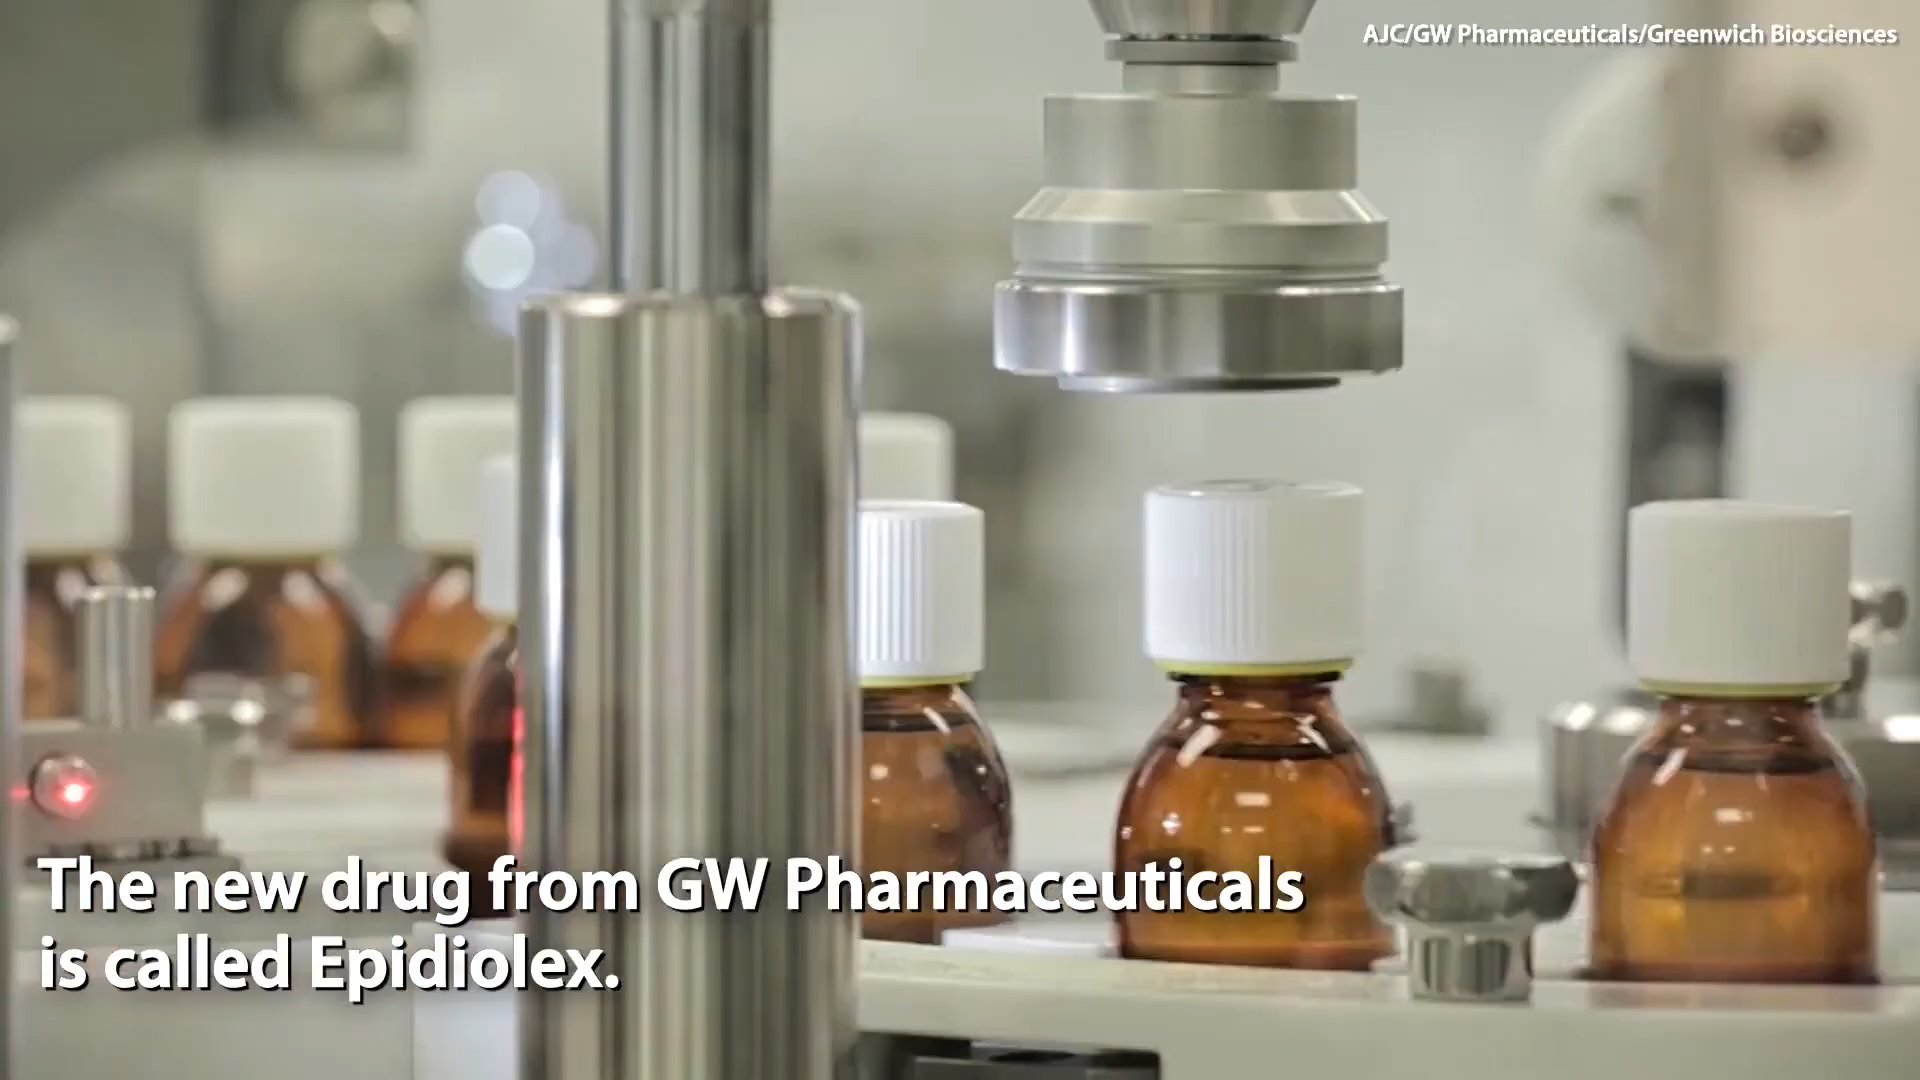 AJC/GW Pharmaceuticals/Greenwich Biosciences
The new drug from GW Pharmaceuticals
is called Epidiolex.